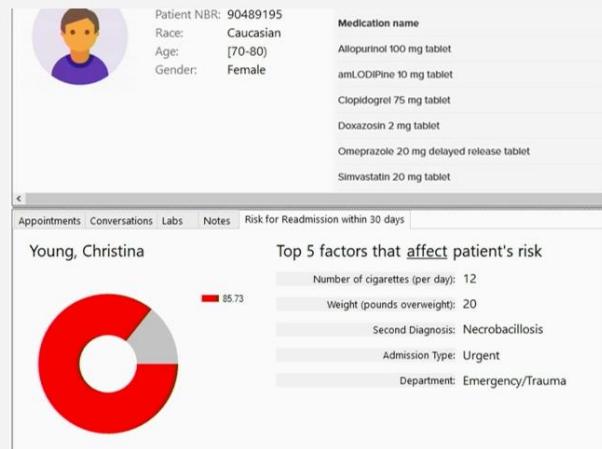 Patient NBR: 90489195
Race: Caucasian
Age: [70-80)
Gender: Female
Medication name
Allopurinol 100 mg tablet
amLODIPine 10 mg tablet
Clopidogrel 75 mg tablet
Doxazosin 2 mg tablet
Omeprazole 20 mg delayed release tablet
Simvastatin 20 mg tablet
Appointments Conversations Labs Notes Risk for Readmission within 30 days
Young, Christina
85.73
Top 5 factors that affect patient's risk
Number of cigarettes (per day): 12
Weight (pounds overweight): 20
Second Diagnosis: Necrobacillosis
Admission Type: Urgent
Department: Emergency/Trauma